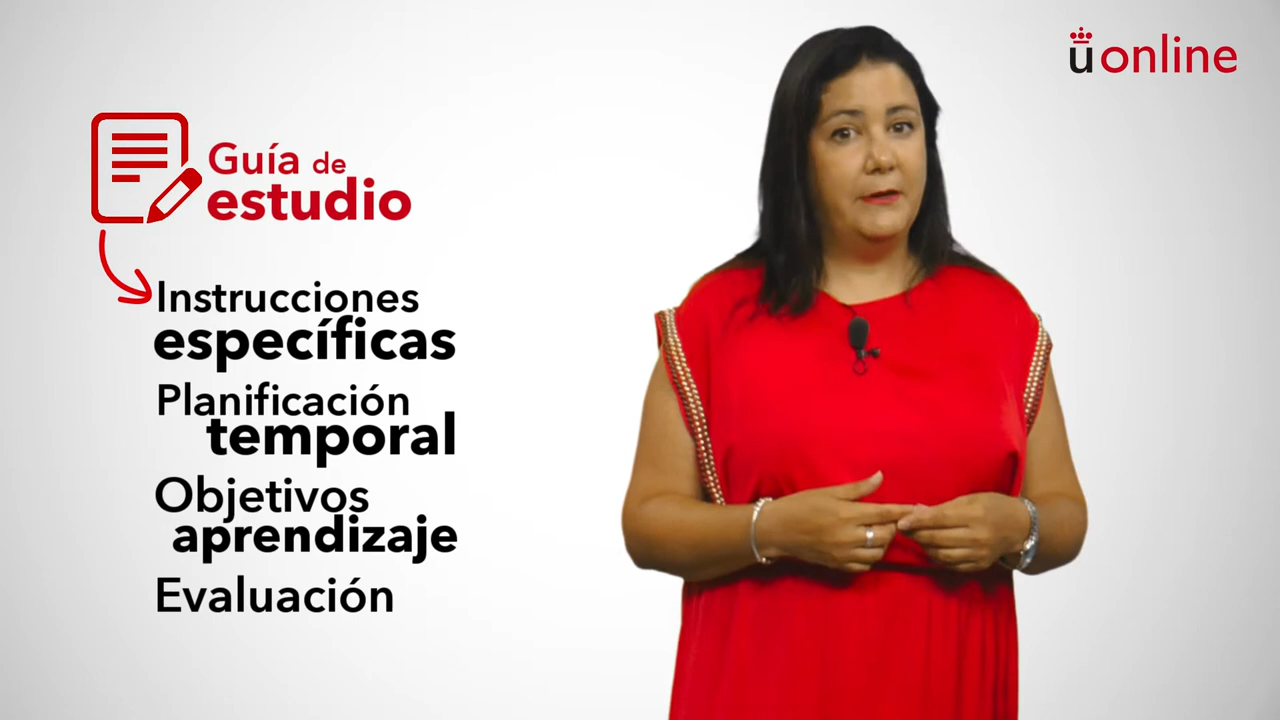 ü online
Guía de
estudio
Instrucciones
específicas
Planificación
temporal
Objetivos
aprendizaje
Evaluación